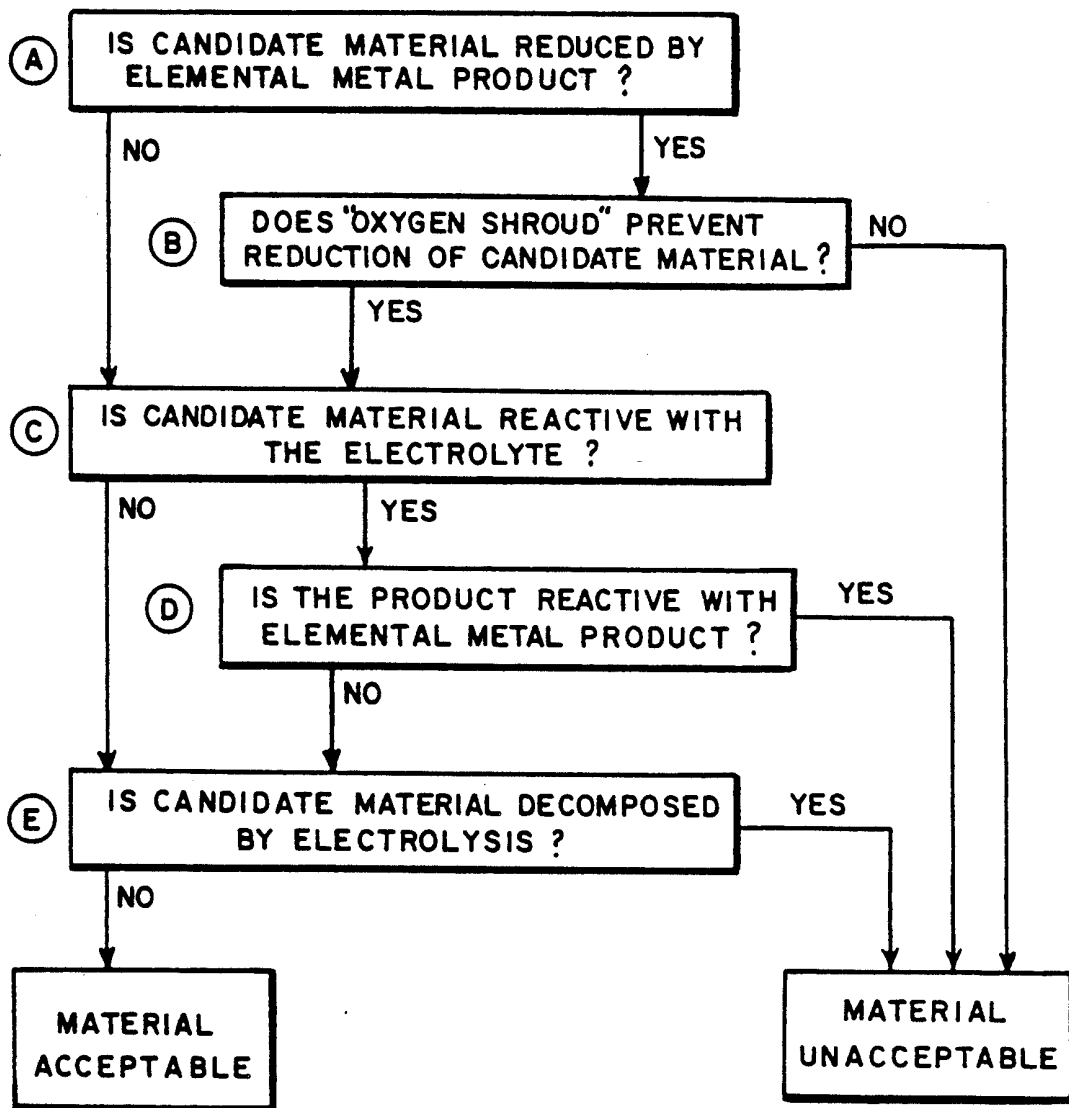 A
IS CANDIDATE MATERIAL REDUCED BY
ELEMENTAL METAL PRODUCT ?
NO
YES
B
DOES "OXYGEN SHROUD" PREVENT
REDUCTION OF CANDIDATE MATERIAL ?
NO
YES
C
IS CANDIDATE MATERIAL REACTIVE WITH
THE ELECTROLYTE ?
NO
YES
D
IS THE PRODUCT REACTIVE WITH
ELEMENTAL METAL PRODUCT ?
YES
NO
E
IS CANDIDATE MATERIAL DECOMPOSED
BY ELECTROLYSIS ?
YES
NO
MATERIAL
ACCEPTABLE
MATERIAL
UNACCEPTABLE